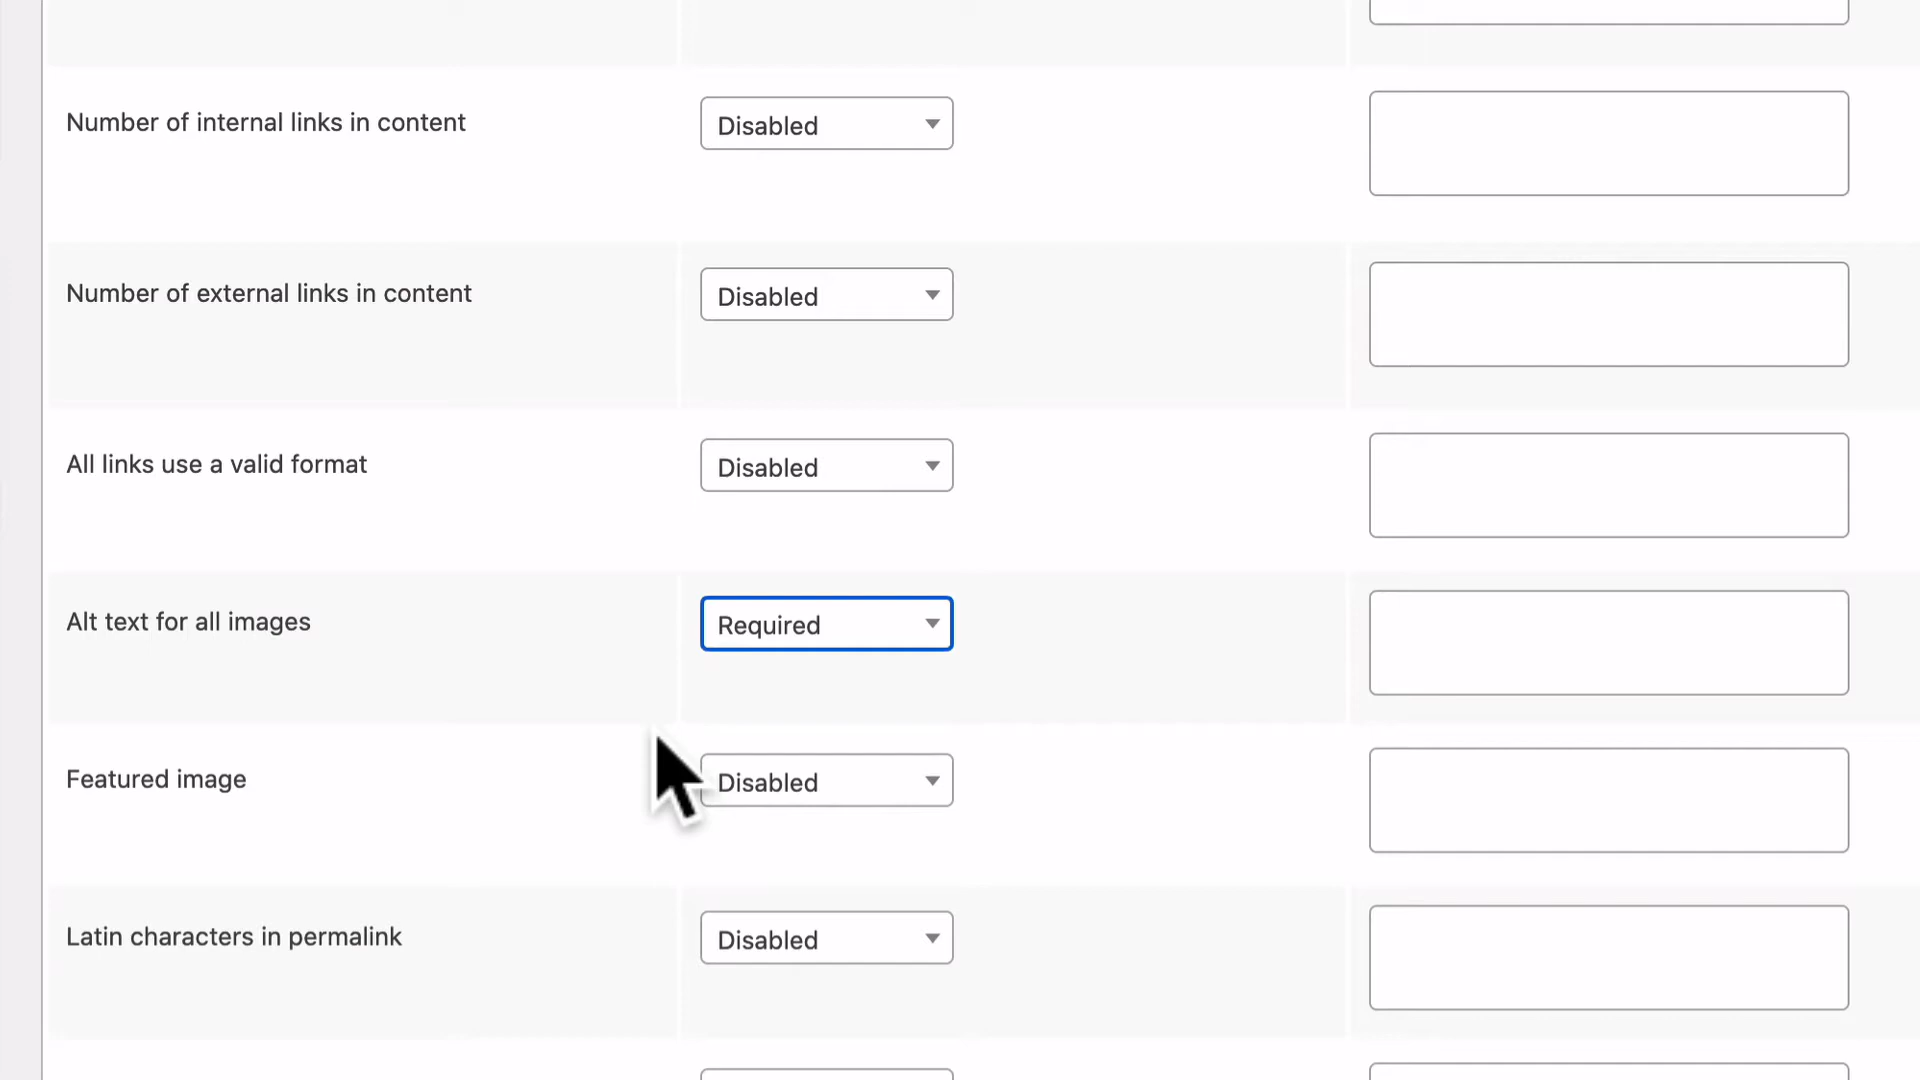 Number of internal links in content
Disabled
Number of external links in content
Disabled
All links use a valid format
Disabled
Alt text for all images
Required
Featured image
Disabled
Latin characters in permalink
Disabled